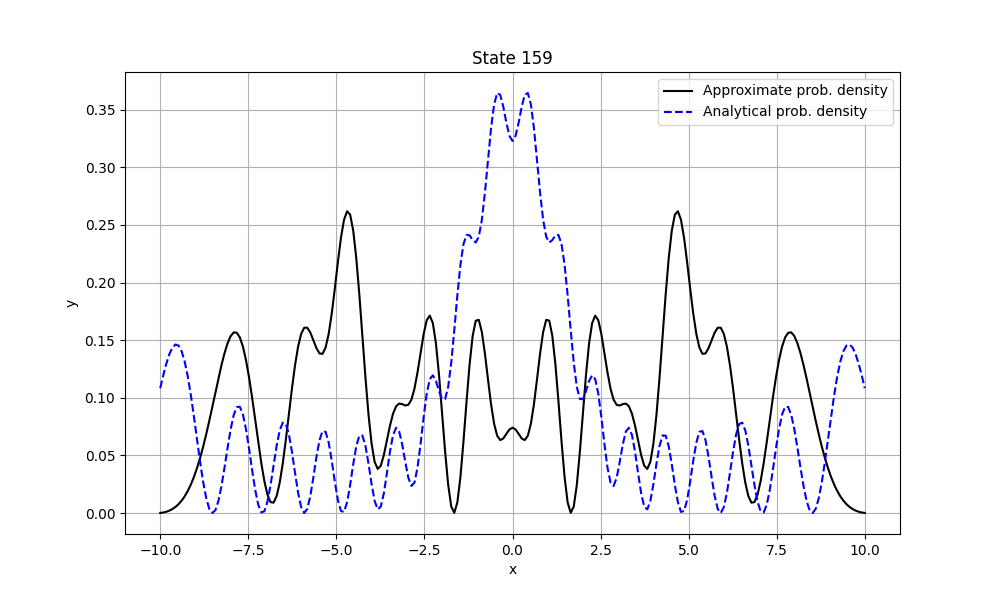 State 159
Approximate prob. density
Analytical prob. density
y
0.35
0.30
0.25
0.20
0.15
0.10
0.05
0.00
−10.0 −7.5 −5.0 −2.5 0.0 2.5 5.0 7.5 10.0
x